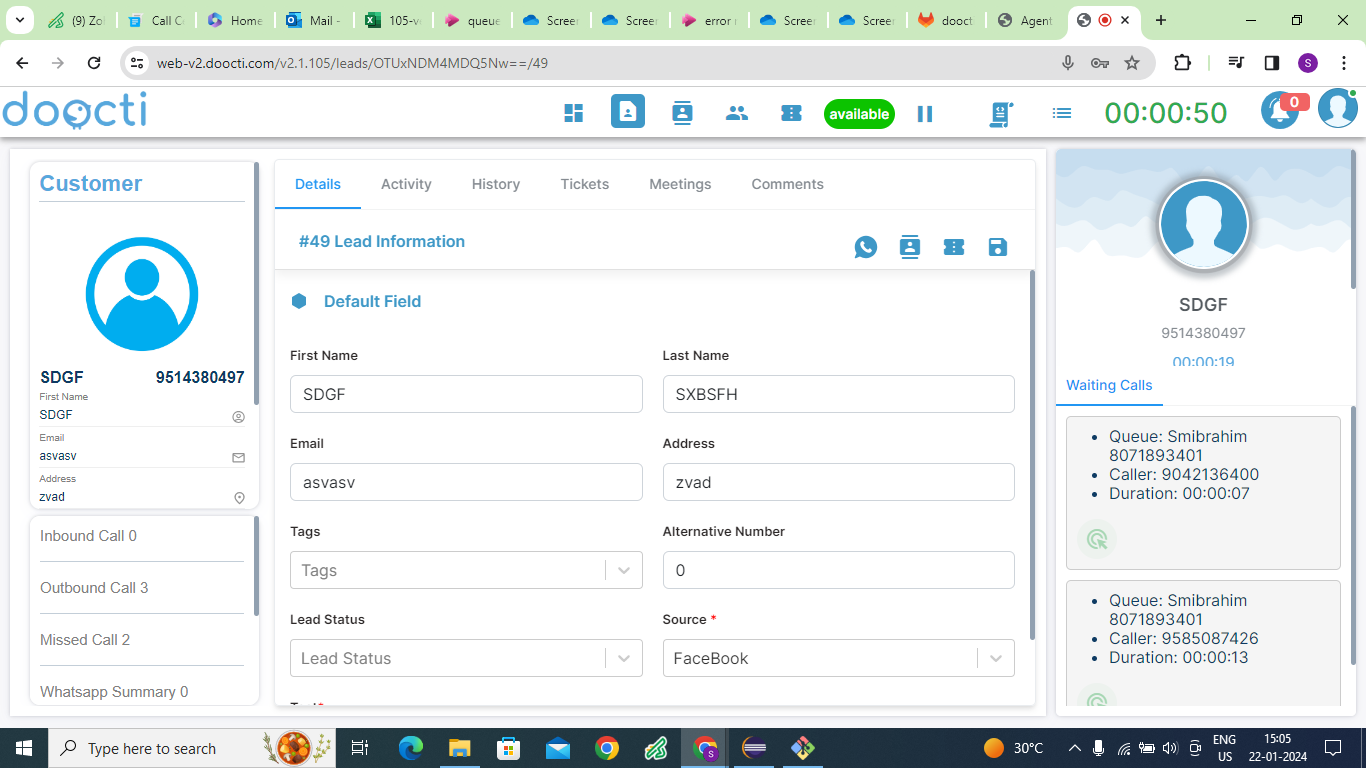 (9) Zo
Call C
Home
Mail -
105-v
queue
Scree
Scree
error r
Scree
Scree
doocti
Agent
web-v2.doocti.com/v2.1.105/leads/OTUxNDM4MDQ5Nw==/49
S
doocti
available
00:00:50
0
Customer
SDGF 9514380497
First Name
SDGF
Email
asvasv
Address
zvad
Inbound Call 0
Outbound Call 3
Missed Call 2
Whatsapp Summary 0
Details Activity History Tickets Meetings Comments
#49 Lead Information
Default Field
First Name Last Name
SDGF SXBSFH
Email Address
asvasv zvad
Tags Alternative Number
Tags 0
Lead Status Source *
Lead Status FaceBook
SDGF
9514380497
00:00:19
Waiting Calls
Queue: Smibrahim
8071893401
Caller: 9042136400
Duration: 00:00:07
Queue: Smibrahim
8071893401
Caller: 9585087426
Duration: 00:00:13
Type here to search
30°C
ENG
US
15:05
22-01-2024